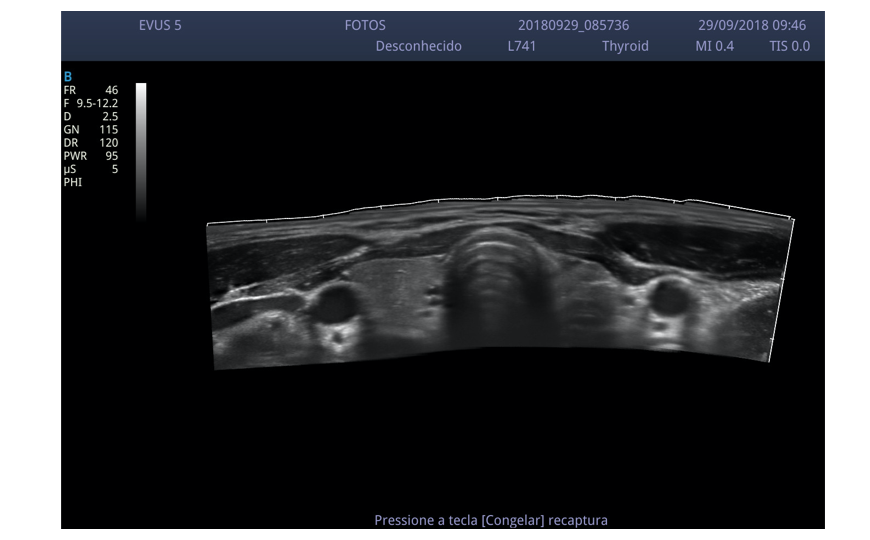 EVUS 5 FOTOS 20180929_085736 29/09/2018 09:46
Desconhecido L741 Thyroid MI 0.4 TIS 0.0
B
FR 46
F 9.5-12.2
D 2.5
GN 115
DR 120
PWR 95
µS 5
PHI
Pressione a tecla [Congelar] recaptura